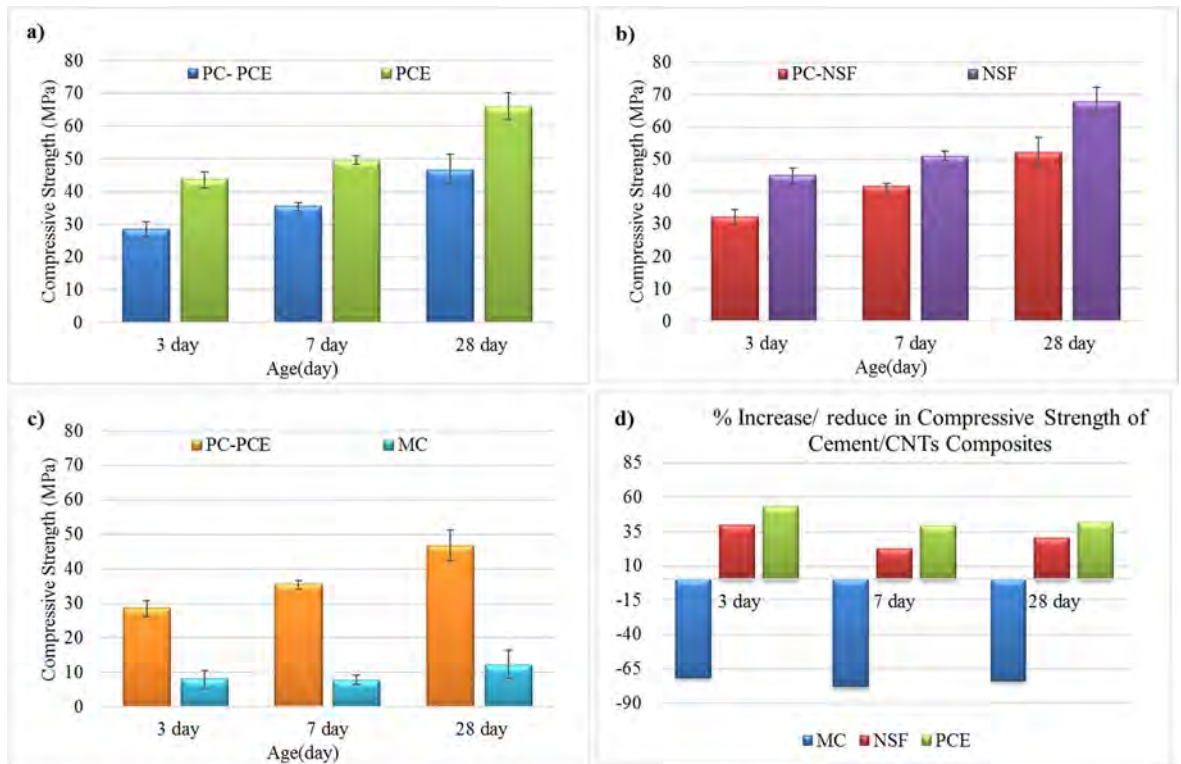 a)
PC- PCE PCE
80
70
60
50
40
30
20
10
0
Compressive Strength (MPa)
3 day 7 day 28 day
Age(day)
b)
PC-NSF NSF
80
70
60
50
40
30
20
10
0
Compressive Strength (MPa)
3 day 7 day 28 day
Age(day)
c)
PC-PCE MC
80
70
60
50
40
30
20
10
0
Compressive Strength (MPa)
3 day 7 day 28 day
Age(day)
d)
% Increase/ reduce in Compressive Strength of
Cement/CNTs Composites
85
60
35
10
-15
-40
-65
-90
3 day 7 day 28 day
MC NSF PCE